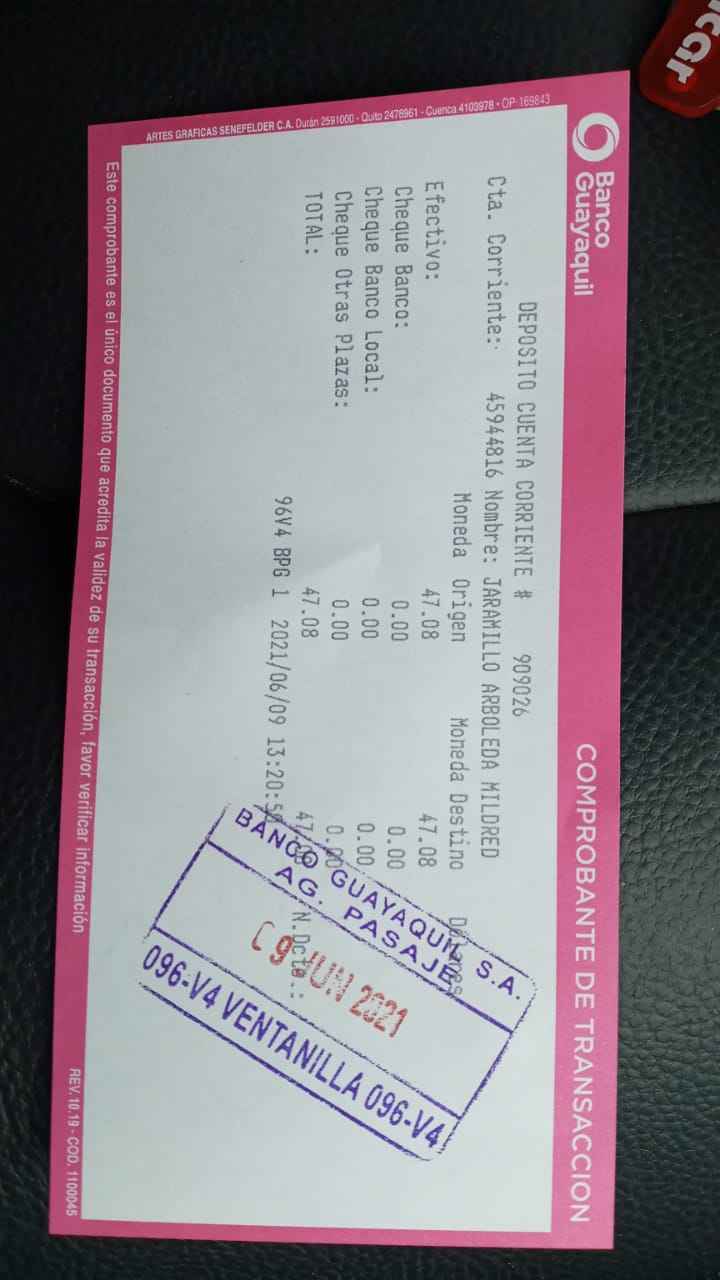 Banco
Guayaquil
COMPROBANTE DE TRANSACCION
DEPOSITO CUENTA CORRIENTE # 909026
Cta. Corriente: 45944816 Nombre: JARAMILLO ARBOLEDA MILDRED
Moneda Origen Moneda Destino Dólares
Efectivo: 47.08 47.08
Cheque Banco: 0.00 0.00
Cheque Banco Local: 0.00 0.00
Cheque Otras Plazas: 0.00 0.00
TOTAL: 47.08 47.08 N.Dcto.:
96V4 BPG 1 2021/06/09 13:20:50
BANCO GUAYAQUIL S.A.
AG. PASAJE
09 JUN 2021
096-V4 VENTANILLA 096-V4
ARTES GRAFICAS SENEFELDER C.A. Durán 2591000 - Quito 2478961 - Cuenca 4103978 • OP 169843
Este comprobante es el único documento que acredita la validez de su transacción, favor verificar información
REV.10.19 - COD. 1100045